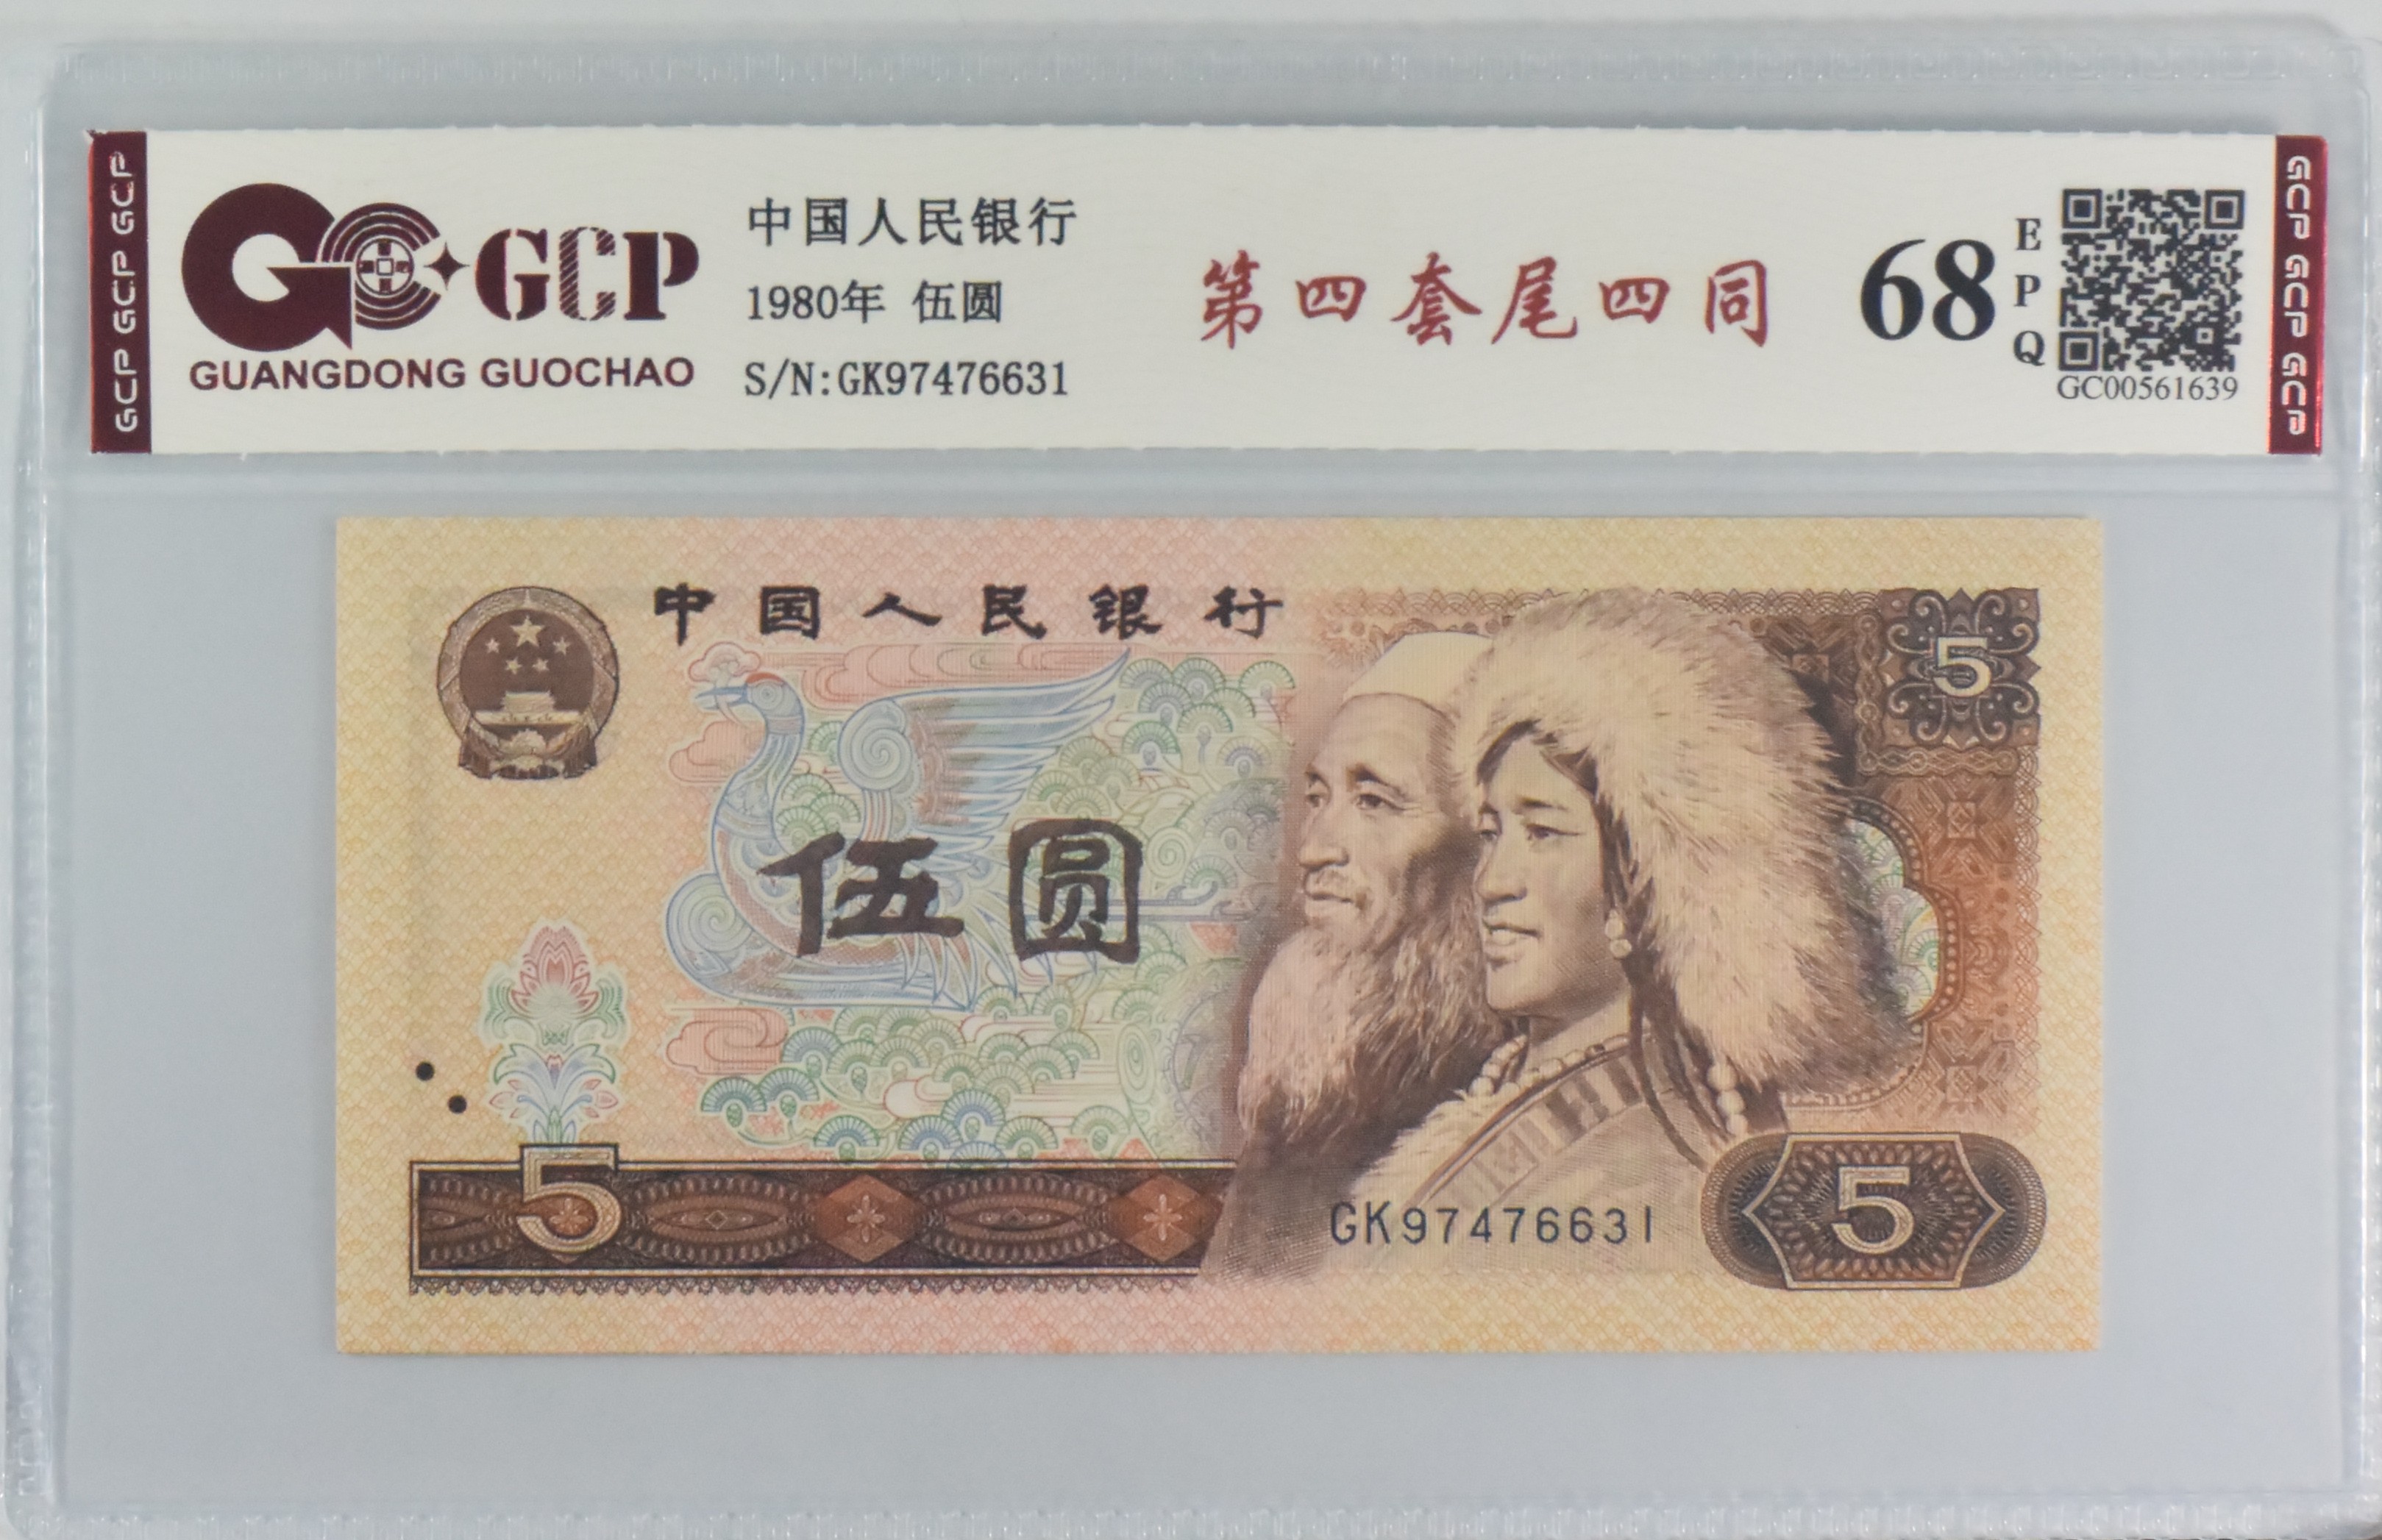 GCP GCP GCP
GCP
GUANGDONG GUOCHAO
中国人民银行
1980年 伍圆
S/N:GK97476631
第四套尾四同
68
EPQ
GC00561639
GCP GCP GCP
中国人民银行
5
伍圆
5
GK97476631
5